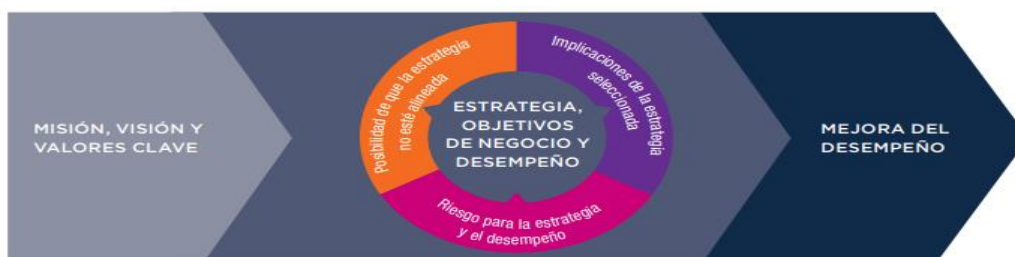 MISIÓN, VISIÓN Y
VALORES CLAVE
Posibilidad de que la estrategia
no esté alineada
Implicaciones de la estrategia
seleccionada
ESTRATEGIA,
OBJETIVOS
DE NEGOCIO Y
DESEMPEÑO
Riesgo para la estrategia
y el desempeño
MEJORA DEL
DESEMPEÑO